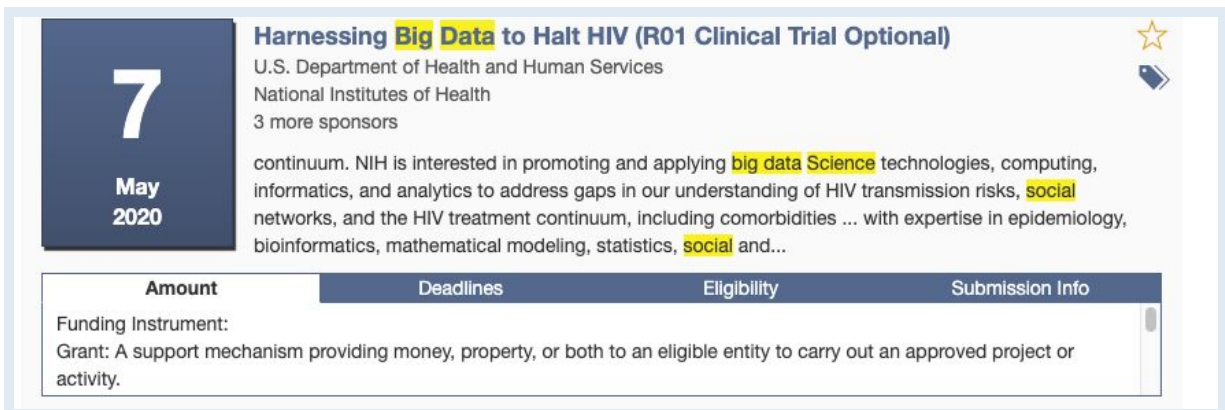 7
May
2020
Harnessing Big Data to Halt HIV (R01 Clinical Trial Optional)
U.S. Department of Health and Human Services
National Institutes of Health
3 more sponsors
continuum. NIH is interested in promoting and applying big data Science technologies, computing,
informatics, and analytics to address gaps in our understanding of HIV transmission risks, social
networks, and the HIV treatment continuum, including comorbidities ... with expertise in epidemiology,
bioinformatics, mathematical modeling, statistics, social and...
Amount Deadlines Eligibility Submission Info
Funding Instrument:
Grant: A support mechanism providing money, property, or both to an eligible entity to carry out an approved project or
activity.